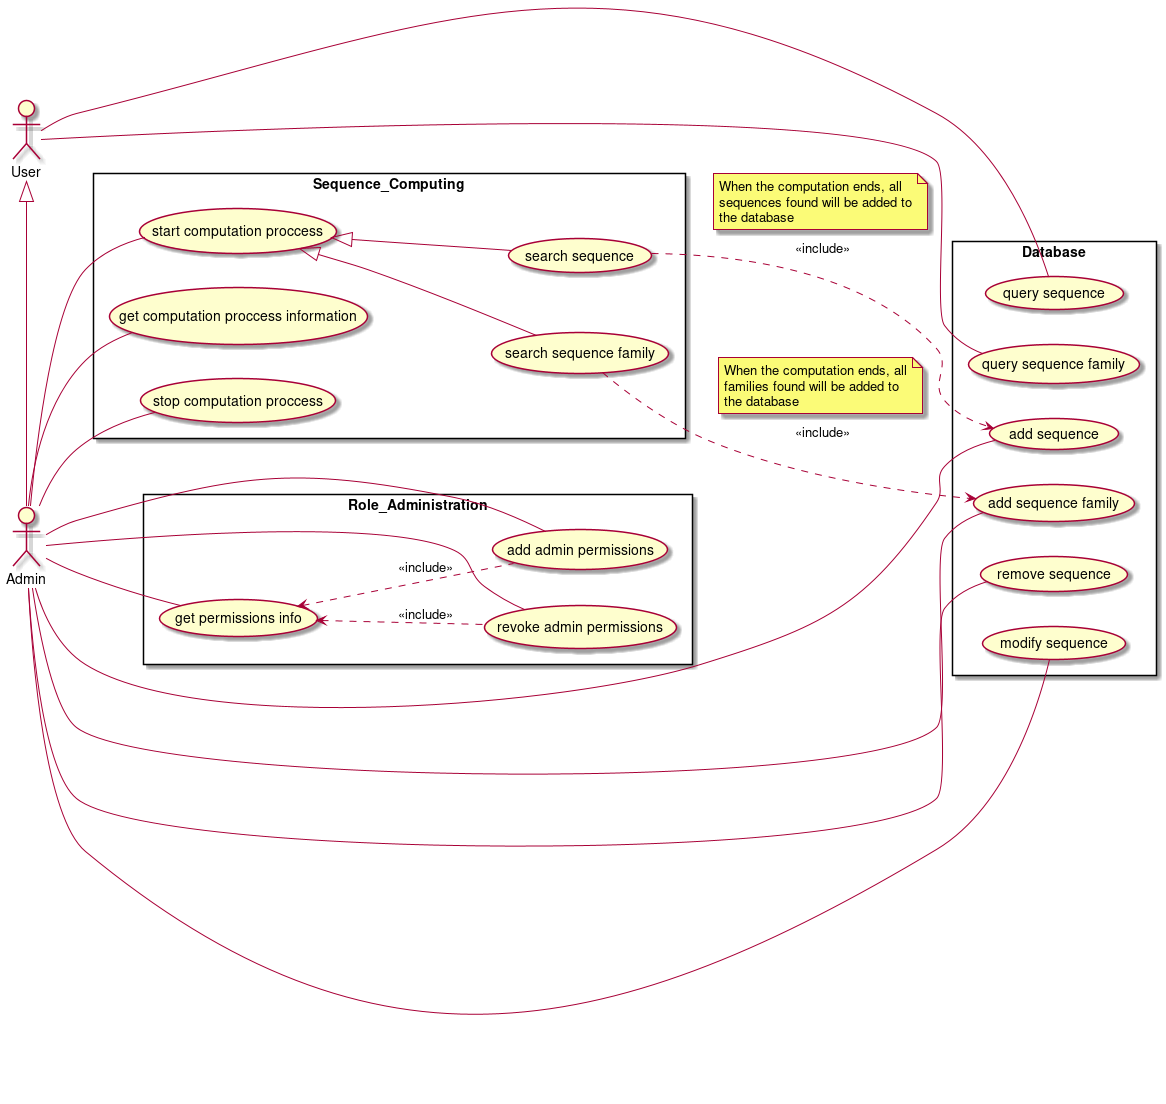 User
Sequence_Computing
start computation proccess
search sequence
get computation proccess information
search sequence family
stop computation proccess
When the computation ends, all
sequences found will be added to
the database
«include»
When the computation ends, all
families found will be added to
the database
«include»
Database
query sequence
query sequence family
add sequence
add sequence family
remove sequence
modify sequence
Admin
Role_Administration
add admin permissions
«include»
get permissions info
«include»
revoke admin permissions